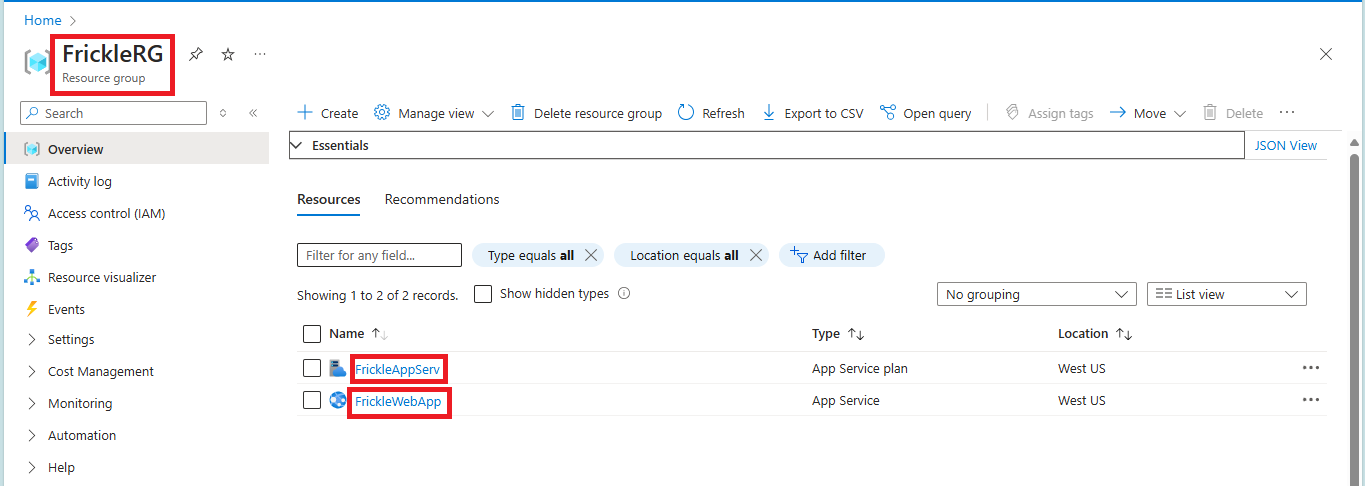 Home >
FrickleRG
Resource group
Search
Create Manage view Delete resource group Refresh Export to CSV Open query Assign tags Move Delete
Essentials JSON View
Overview
Activity log
Access control (IAM)
Tags
Resource visualizer
Events
Settings
Cost Management
Monitoring
Automation
Help
Resources Recommendations
Filter for any field... Type equals all Location equals all Add filter
Showing 1 to 2 of 2 records. Show hidden types No grouping List view
Name Type Location
FrickleAppServ App Service plan West US
FrickleWebApp App Service West US